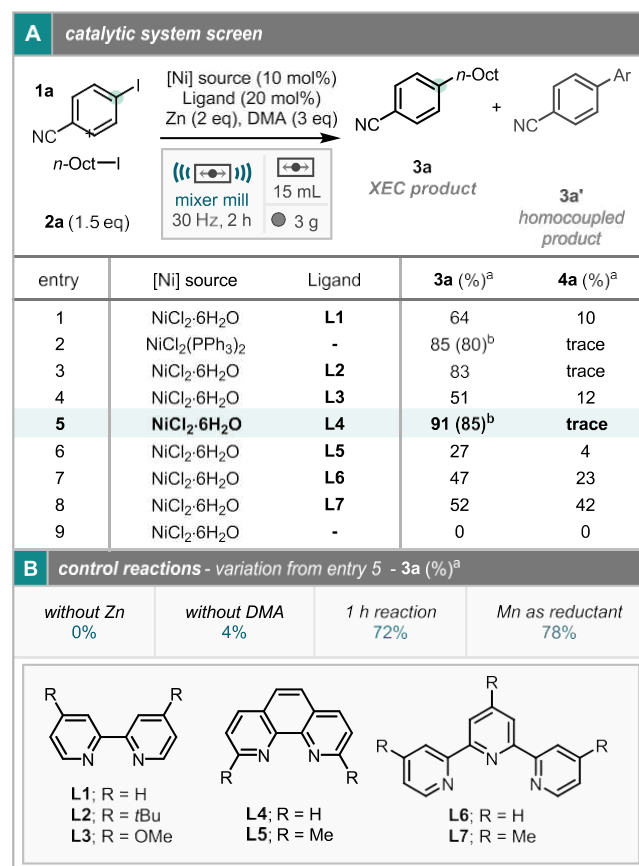 A catalytic system screen
1a
I
NC
n-Oct—I
2a (1.5 eq)
[Ni] source (10 mol%)
Ligand (20 mol%)
Zn (2 eq), DMA (3 eq)
mixer mill
30 Hz, 2 h
15 mL
3 g
n-Oct
NC
3a
XEC product
+
Ar
NC
3a'
homocoupled
product
entry [Ni] source Ligand 3a (%)a 4a (%)a
1 NiCl2·6H2O L1 64 10
2 NiCl2(PPh3)2 - 85 (80)b trace
3 NiCl2·6H2O L2 83 trace
4 NiCl2·6H2O L3 51 12
5 NiCl2·6H2O L4 91 (85)b trace
6 NiCl2·6H2O L5 27 4
7 NiCl2·6H2O L6 47 23
8 NiCl2·6H2O L7 52 42
9 NiCl2·6H2O - 0 0
B control reactions - variation from entry 5 - 3a (%)a
without Zn without DMA 1 h reaction Mn as reductant
0% 4% 72% 78%
R R
N N
L1; R = H
L2; R = tBu
L3; R = OMe
N N
R R
L4; R = H
L5; R = Me
R
R R
N N N
L6; R = H
L7; R = Me